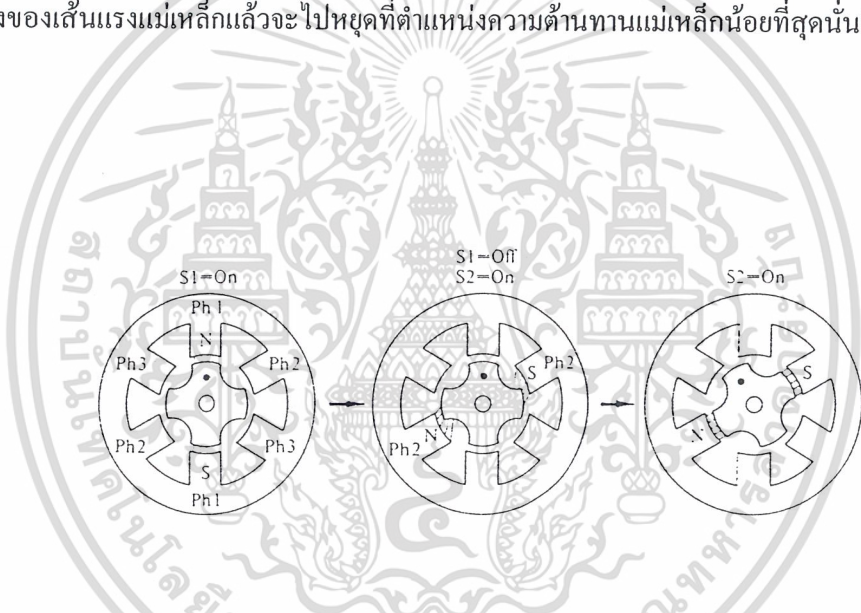 ของเส้นแรงแม่เหล็กแล้วจะไปหยุดที่ตำแหน่งความต้านทานแม่เหล็กน้อยที่สุดนั่น
S1=On
Ph1
N
Ph3
Ph2
Ph2
Ph3
S
Ph1
S1=Off
S2=On
S
Ph2
N
Ph2
S2=On
S
N